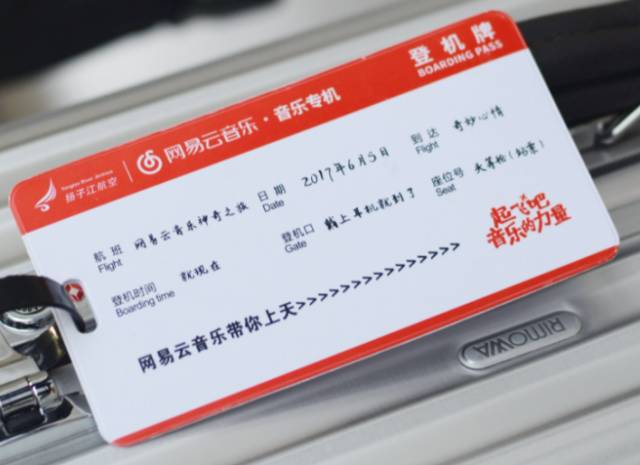 登机牌
BOARDING PASS
Yangtze River Airlines
扬子江航空
网易云音乐·音乐专机
航班 网易云音乐神奇之旅 日期 2017年6月5日 到达 奇妙心情
Flight Date Flight
登机时间 就现在 登机口 戴上耳机就到了 座位号 头等舱(站票)
Boarding time Gate Seat
网易云音乐带你上天>>>>>>>>>>>>>>>>>
起飞吧
音乐的力量
RIMOWA